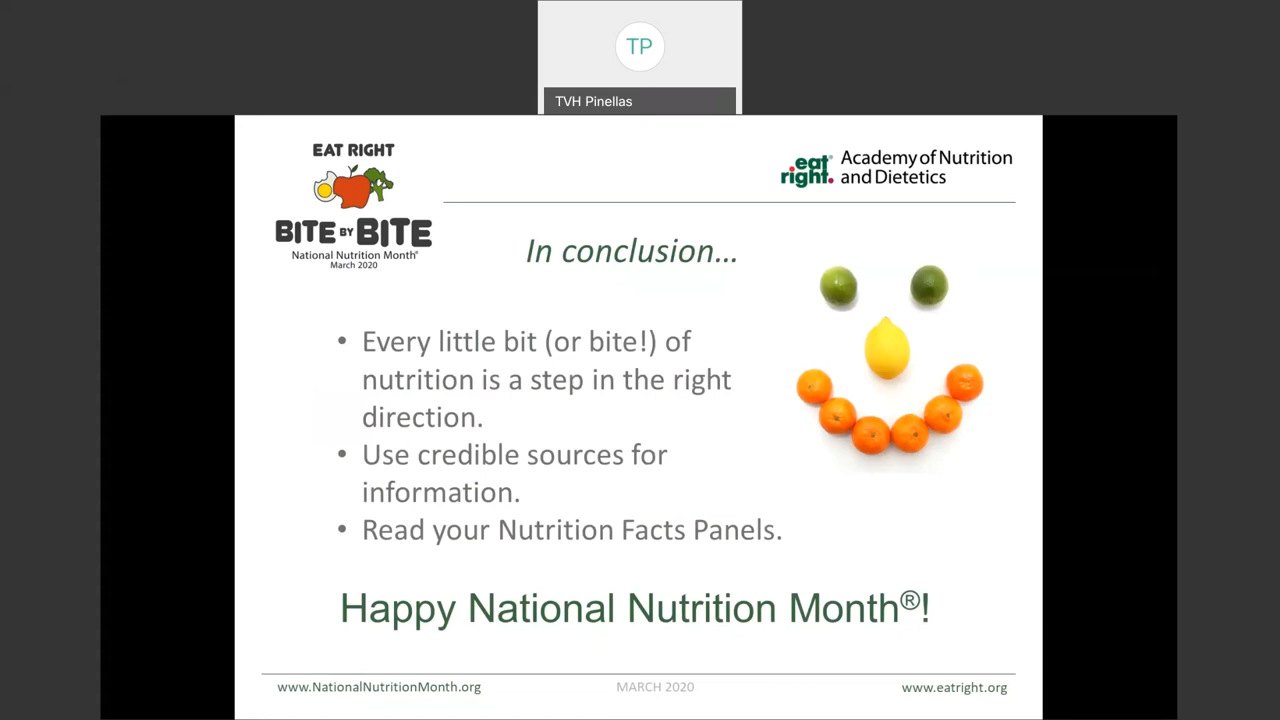 TP
TVH Pinellas
EAT RIGHT
BITE BY BITE
National Nutrition Month®
March 2020
eat right.®
Academy of Nutrition
and Dietetics
In conclusion…
• Every little bit (or bite!) of
nutrition is a step in the right
direction.
• Use credible sources for
information.
• Read your Nutrition Facts Panels.
Happy National Nutrition Month®!
www.NationalNutritionMonth.org
MARCH 2020
www.eatright.org